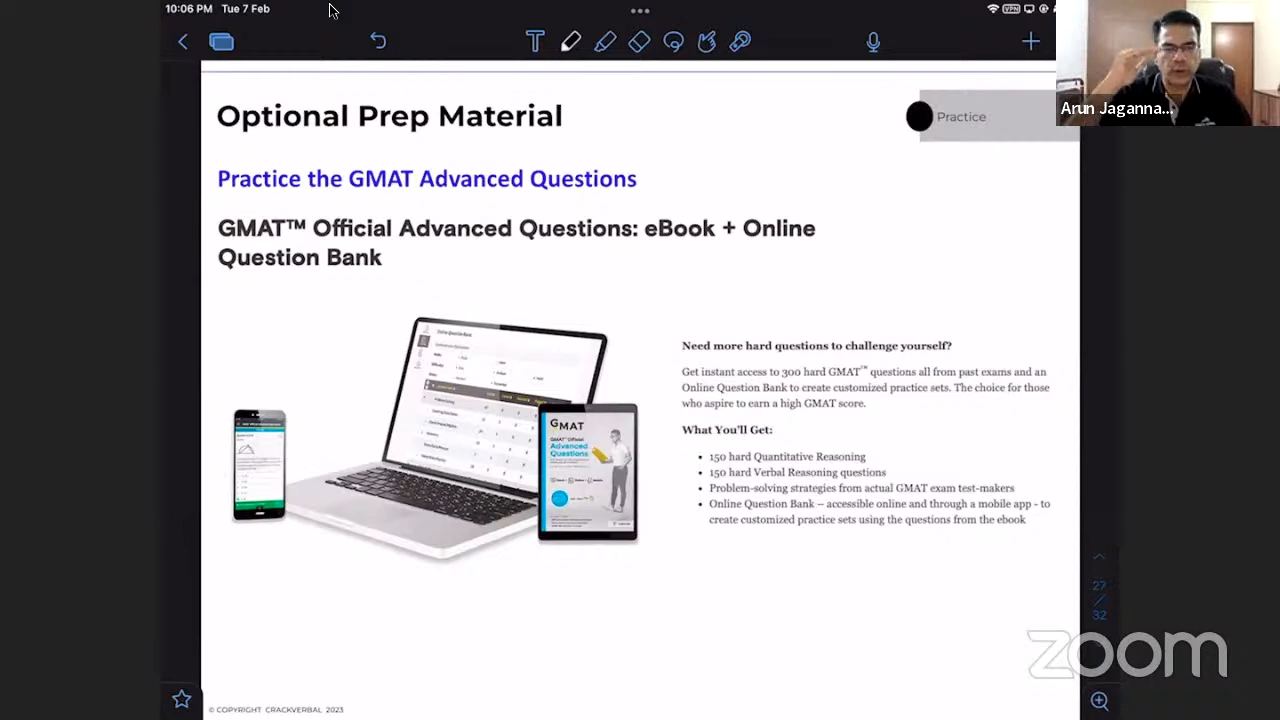 10:06 PM Tue 7 Feb
VPN
Arun Jaganna...
Optional Prep Material
Practice
Practice the GMAT Advanced Questions
GMAT™ Official Advanced Questions: eBook + Online
Question Bank
Need more hard questions to challenge yourself?
Get instant access to 300 hard GMAT™ questions all from past exams and an
Online Question Bank to create customized practice sets. The choice for those
who aspire to earn a high GMAT score.
What You'll Get:
• 150 hard Quantitative Reasoning
• 150 hard Verbal Reasoning questions
• Problem-solving strategies from actual GMAT exam test-makers
• Online Question Bank – accessible online and through a mobile app - to
create customized practice sets using the questions from the ebook
GMAT
GMAT™ Official
Advanced
Questions
27
/
32
zoom
© COPYRIGHT CRACKVERBAL 2023